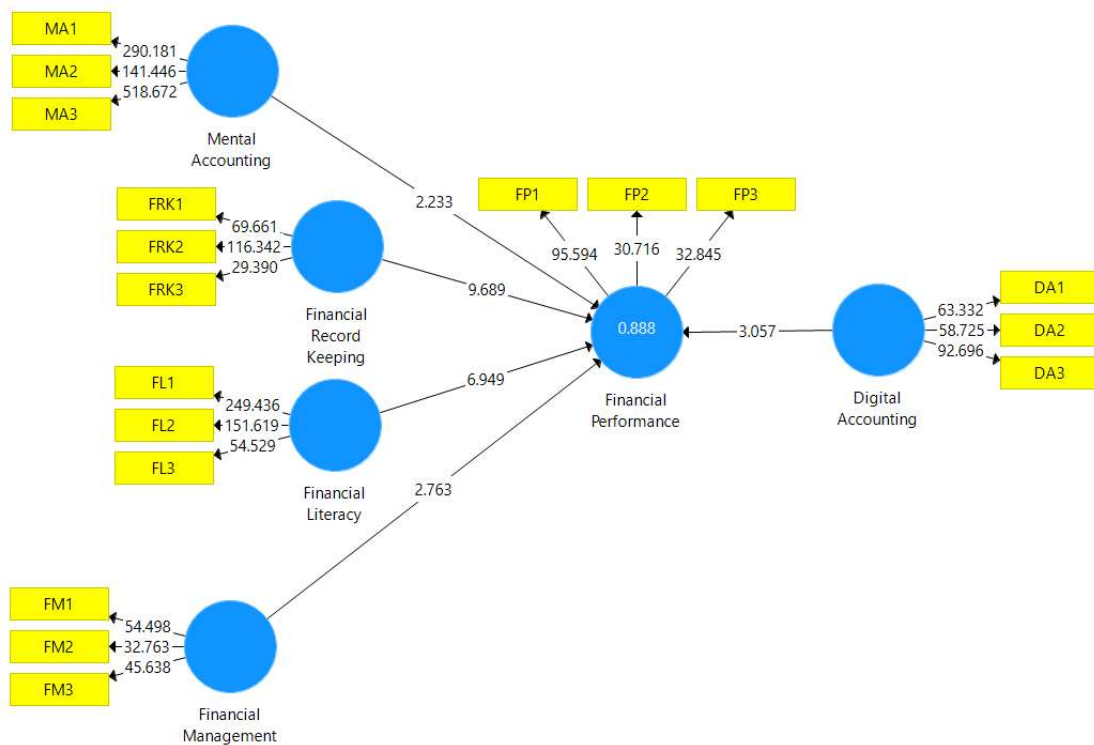 MA1
290.181
MA2
141.446
MA3
518.672
Mental
Accounting
2.233
FRK1
69.661
FRK2
116.342
FRK3
29.390
Financial
Record
Keeping
9.689
FL1
249.436
FL2
151.619
FL3
54.529
Financial
Literacy
6.949
FM1
54.498
FM2
32.763
FM3
45.638
Financial
Management
2.763
FP1
FP2
FP3
95.594
30.716
32.845
0.888
Financial
Performance
3.057
DA1
63.332
DA2
58.725
DA3
92.696
Digital
Accounting